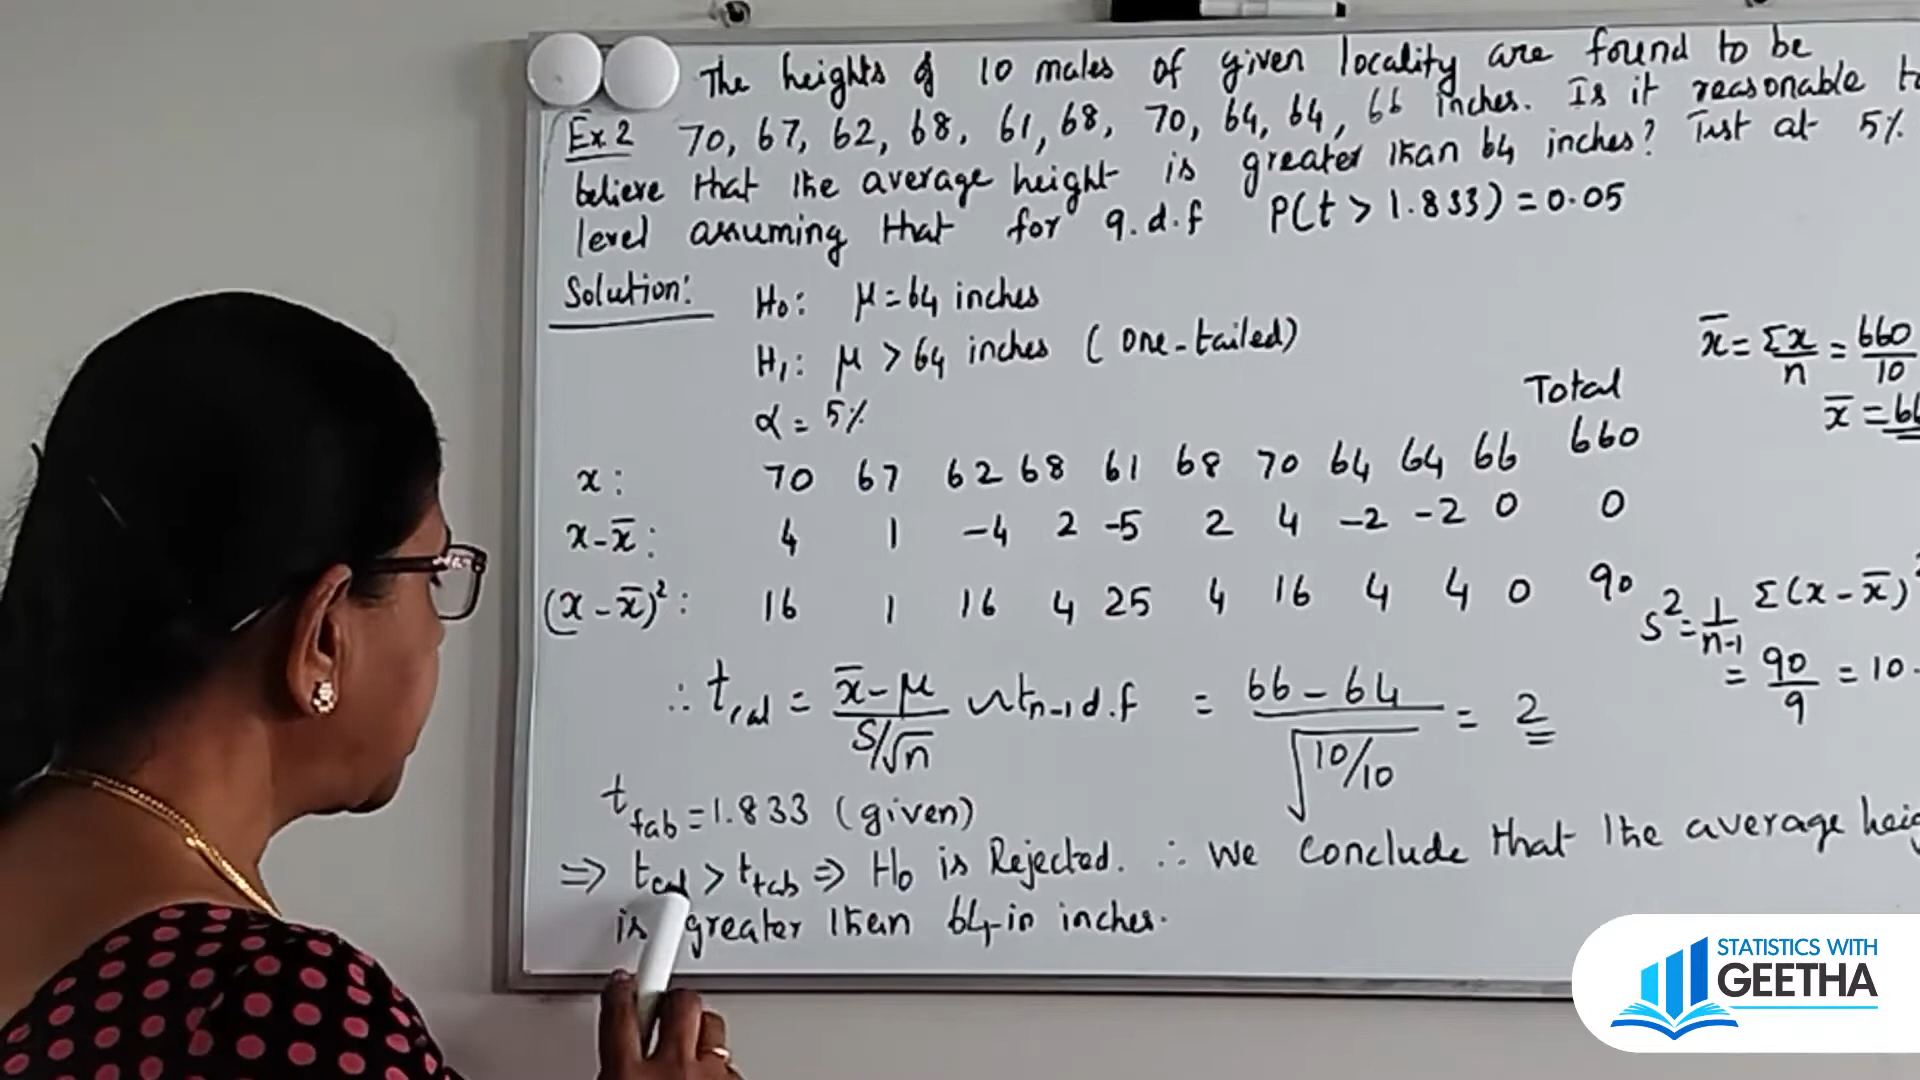 The heights of 10 males of given locality are found to be
Ex 2 70, 67, 62, 68, 61, 68, 70, 64, 64, 66 inches. Is it reasonable to
believe that the average height is greater than 64 inches? Test at 5%
level assuming that for 9.d.f P(t > 1.833) = 0.05
Solution:
H0: μ = 64 inches
H1: μ > 64 inches (one-tailed)
α = 5%
x̄ = Σx/n = 660/10
x̄ = 66
Total
x: 70 67 62 68 61 68 70 64 64 66 660
x-x̄: 4 1 -4 2 -5 2 4 -2 -2 0 0
(x-x̄)²: 16 1 16 4 25 4 16 4 4 0 90
S² = 1/n-1 Σ(x-x̄)²
= 90/9 = 10
∴ tcal = x̄-μ / S/√n ~ tn-1 d.f = 66-64 / √10/10 = 2
ttab = 1.833 (given)
⇒ tcal > ttab ⇒ H0 is Rejected. ∴ We conclude that the average
is greater than 64 in inches.
STATISTICS WITH
GEETHA